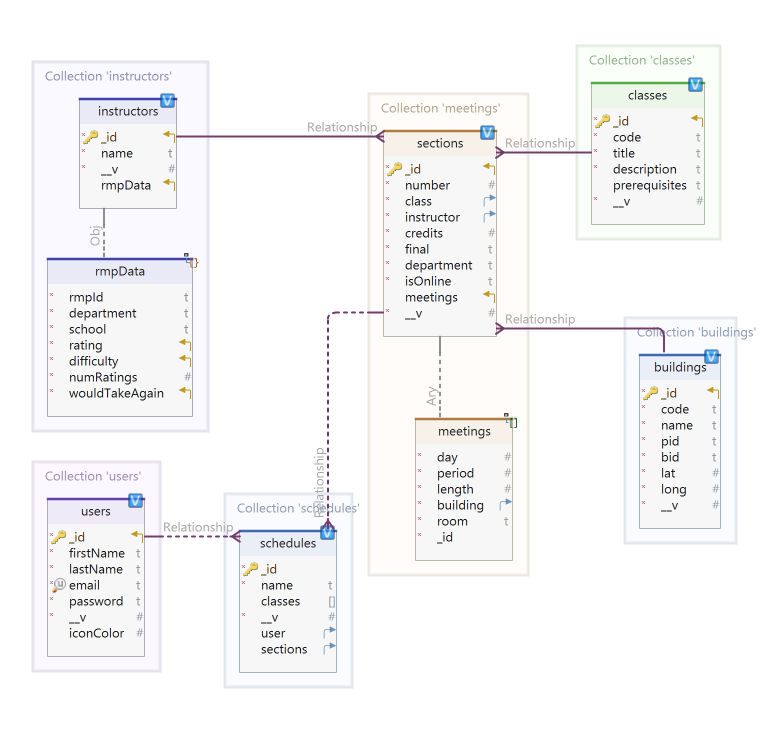 Collection 'instructors'
instructors
_id
name t
__v #
rmpData
Obj
rmpData
rmpId t
department t
school t
rating
difficulty
numRatings #
wouldTakeAgain
Relationship
Collection 'meetings'
sections
_id
number #
class
instructor
credits #
final t
department t
isOnline t
meetings
__v #
Ary
meetings
day #
period #
length #
building
room t
_id
Relationship
Collection 'classes'
classes
_id
code t
title t
description t
prerequisites t
__v #
Relationship
Collection 'buildings'
buildings
_id
code t
name t
pid t
bid t
lat #
long #
__v #
Collection 'users'
users
_id
firstName t
lastName t
u email t
password t
__v #
iconColor #
Relationship
Relationship
Collection 'schedules'
schedules
_id
name t
classes []
__v #
user
sections